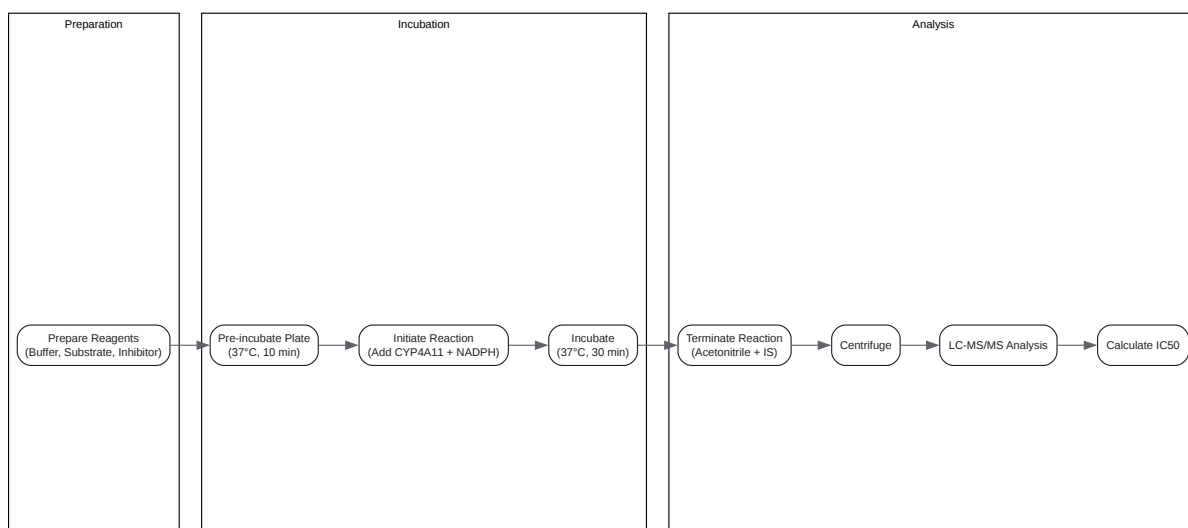 Preparation
Incubation
Analysis
Prepare Reagents
(Buffer, Substrate, Inhibitor)
Pre-incubate Plate
(37°C, 10 min)
Initiate Reaction
(Add CYP4A11 + NADPH)
Incubate
(37°C, 30 min)
Terminate Reaction
(Acetonitrile + IS)
Centrifuge
LC-MS/MS Analysis
Calculate IC50